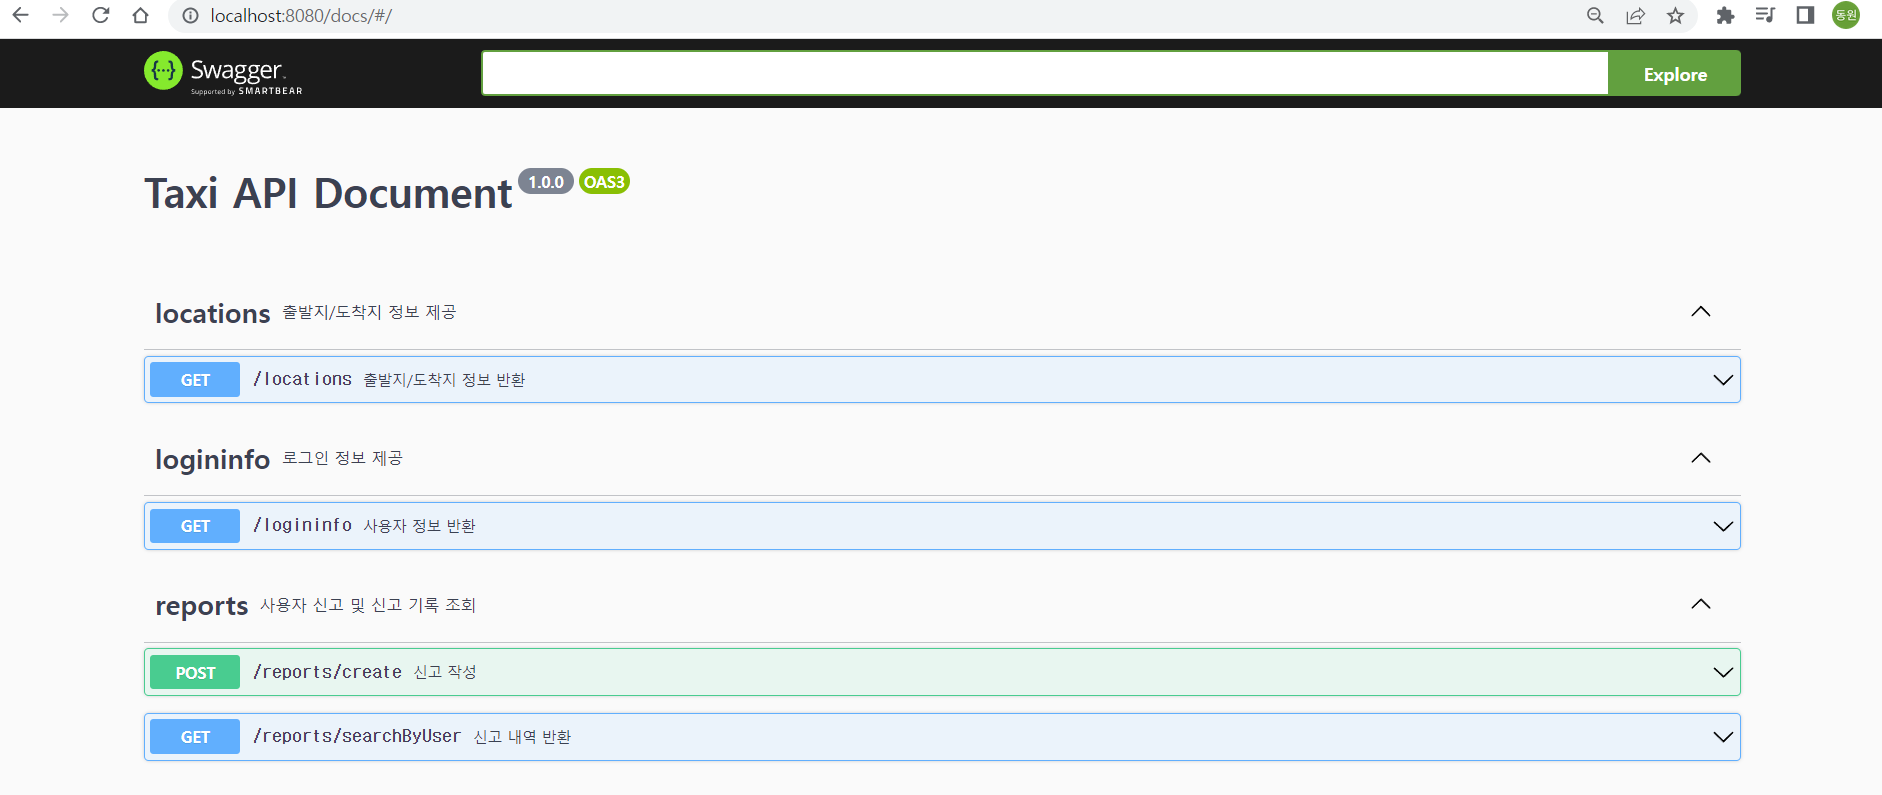 localhost:8080/docs/#/
동원
Swagger™
Supported by SMARTBEAR
Explore
Taxi API Document 1.0.0 OAS3
locations 출발지/도착지 정보 제공
GET /locations 출발지/도착지 정보 반환
logininfo 로그인 정보 제공
GET /logininfo 사용자 정보 반환
reports 사용자 신고 및 신고 기록 조회
POST /reports/create 신고 작성
GET /reports/searchByUser 신고 내역 반환